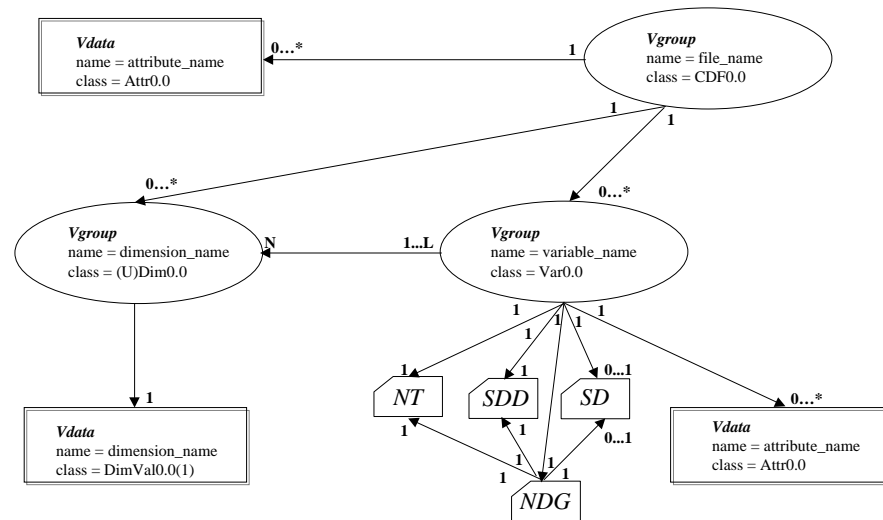 Vdata
name = attribute_name
class = Attr0.0
0…*
1
Vgroup
name = file_name
class = CDF0.0
1
1
0…*
0…*
Vgroup
name = dimension_name
class = (U)Dim0.0
N
1...L
Vgroup
name = variable_name
class = Var0.0
1
1
1
1
1
1
1
0...1
NT
SDD
SD
1
0…*
Vdata
name = dimension_name
class = DimVal0.0(1)
1
1
0...1
1
1
1
1
NDG
Vdata
name = attribute_name
class = Attr0.0